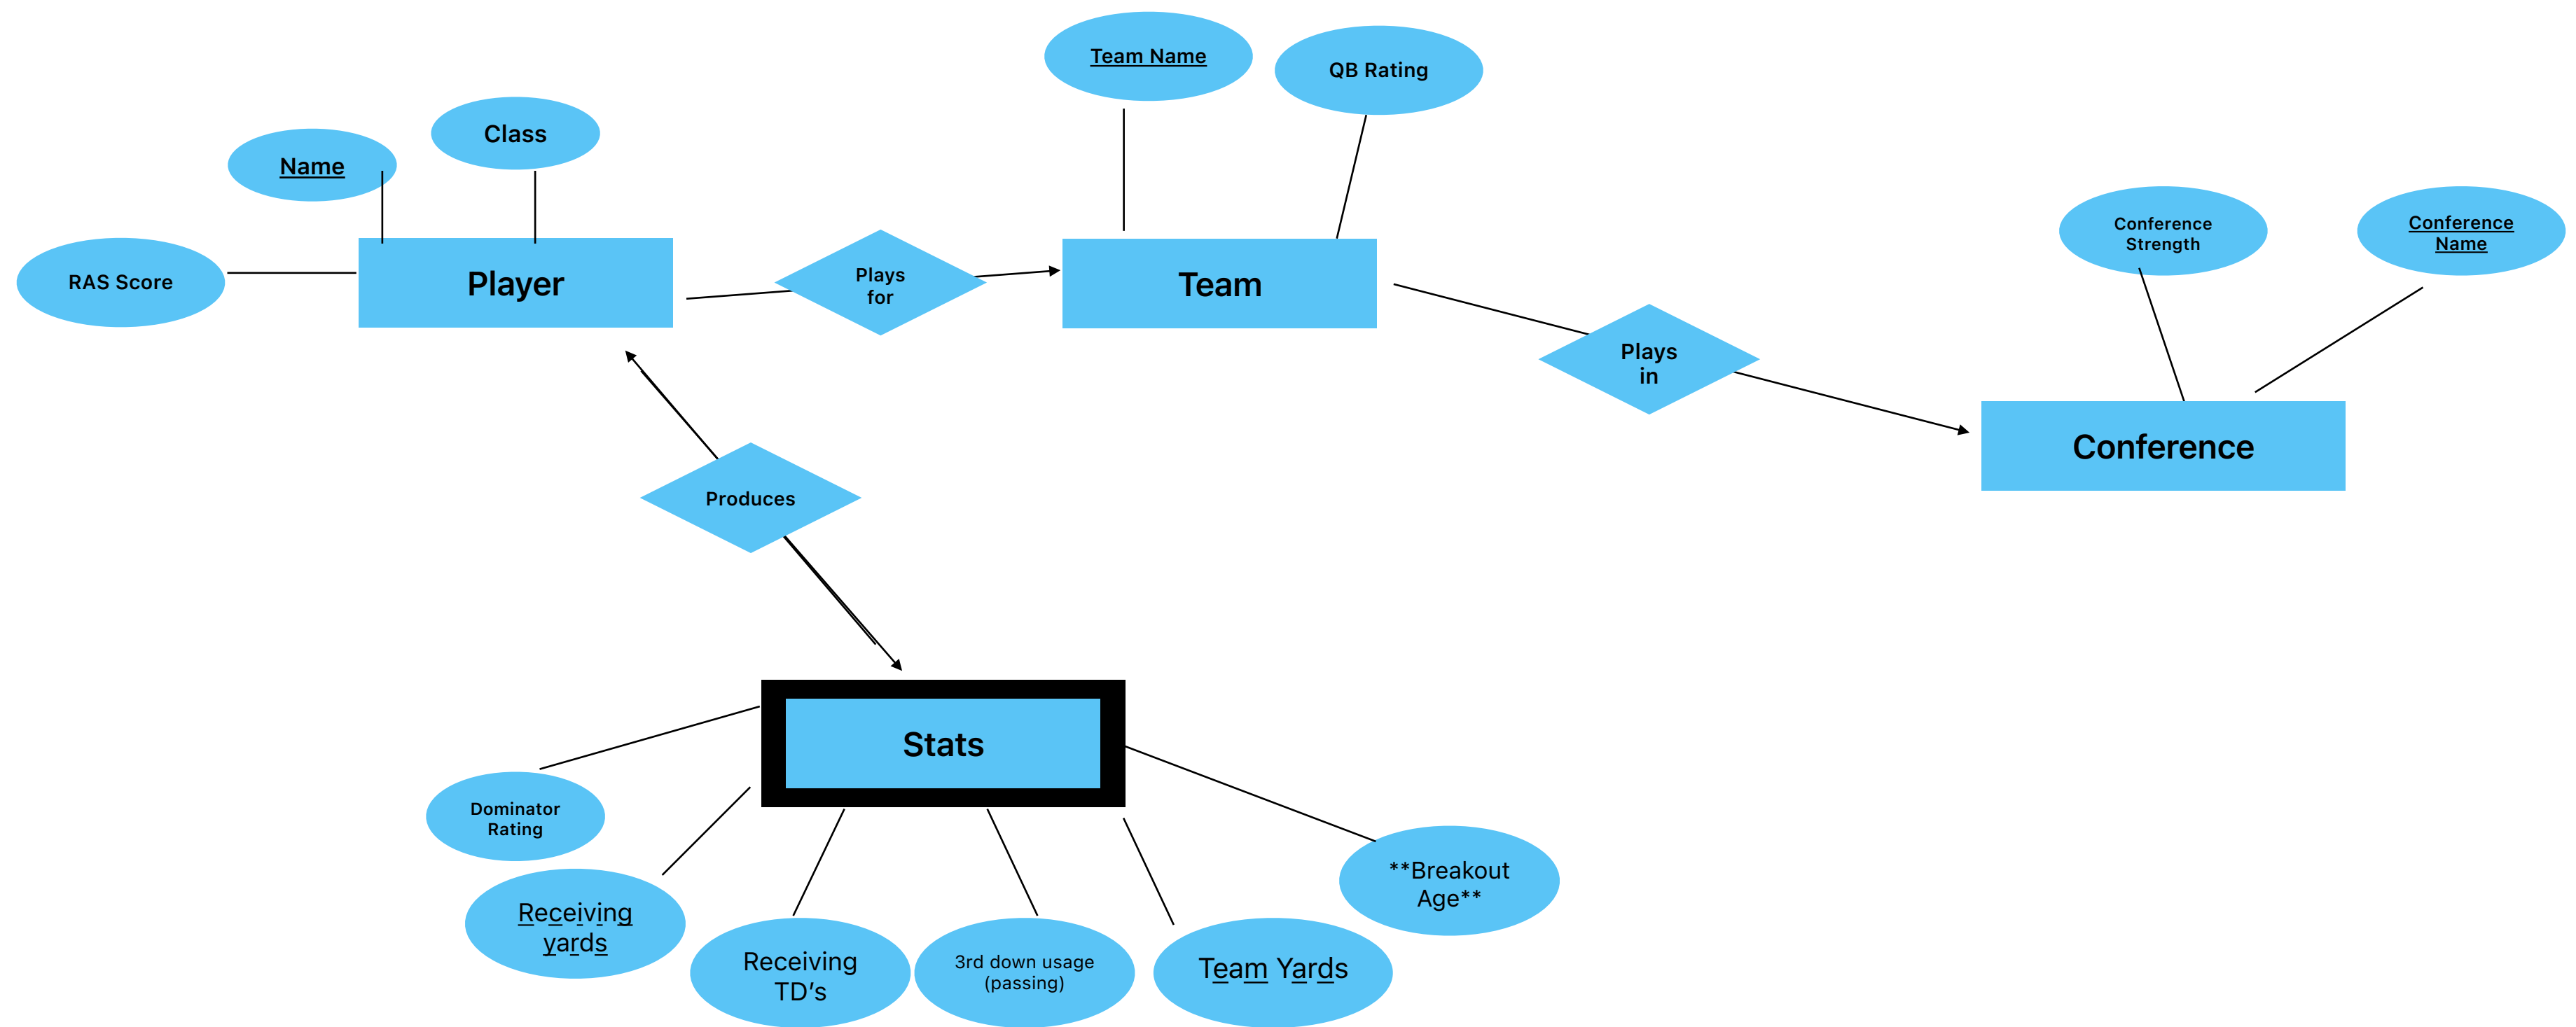 Team Name
QB Rating
Class
Name
RAS Score
Player
Plays
for
Team
Conference
Strength
Conference
Name
Plays
in
Conference
Produces
Stats
Dominator
Rating
Receiving
yards
Receiving
TD’s
3rd down usage
(passing)
Team Yards
**Breakout
Age**